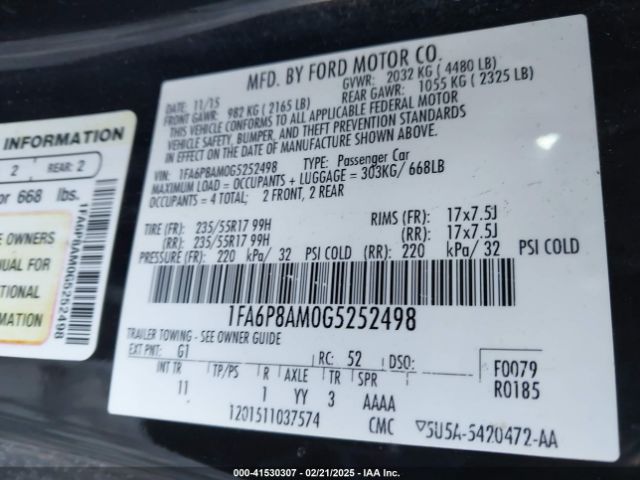 MFD. BY FORD MOTOR CO.
DATE: 11/15 GVWR: 2032 KG ( 4480 LB)
FRONT GAWR: 982 KG ( 2165 LB) REAR GAWR: 1055 KG ( 2325 LB)
THIS VEHICLE CONFORMS TO ALL APPLICABLE FEDERAL MOTOR
VEHICLE SAFETY, BUMPER, AND THEFT PREVENTION STANDARDS
IN EFFECT ON THE DATE OF MANUFACTURE SHOWN ABOVE.
VIN: 1FA6P8AM0G5252498 TYPE: Passenger Car
MAXIMUM LOAD = OCCUPANTS + LUGGAGE = 303KG/ 668LB
OCCUPANTS = 4 TOTAL; 2 FRONT, 2 REAR
TIRE (FR): 235/55R17 99H RIMS (FR): 17x7.5J
(RR): 235/55R17 99H (RR): 17x7.5J
PRESSURE (FR): 220 kPa/ 32 PSI COLD (RR): 220 kPa/ 32 PSI COLD
1FA6P8AM0G5252498
TRAILER TOWING - SEE OWNER GUIDE
EXT PNT: G1 RC: 52 DSO: F0079
INT TR TP/PS R AXLE TR SPR R0185
11 1 YY 3 AAAA
1201511037574 CMC ▽5U5A-5420472-AA
INFORMATION
2 REAR: 2
or 668 lbs.
E OWNERS
NUAL FOR
TIONAL
RMATION
1FA6P8AM0G5252498
000-41530307 - 02/21/2025 - IAA Inc.